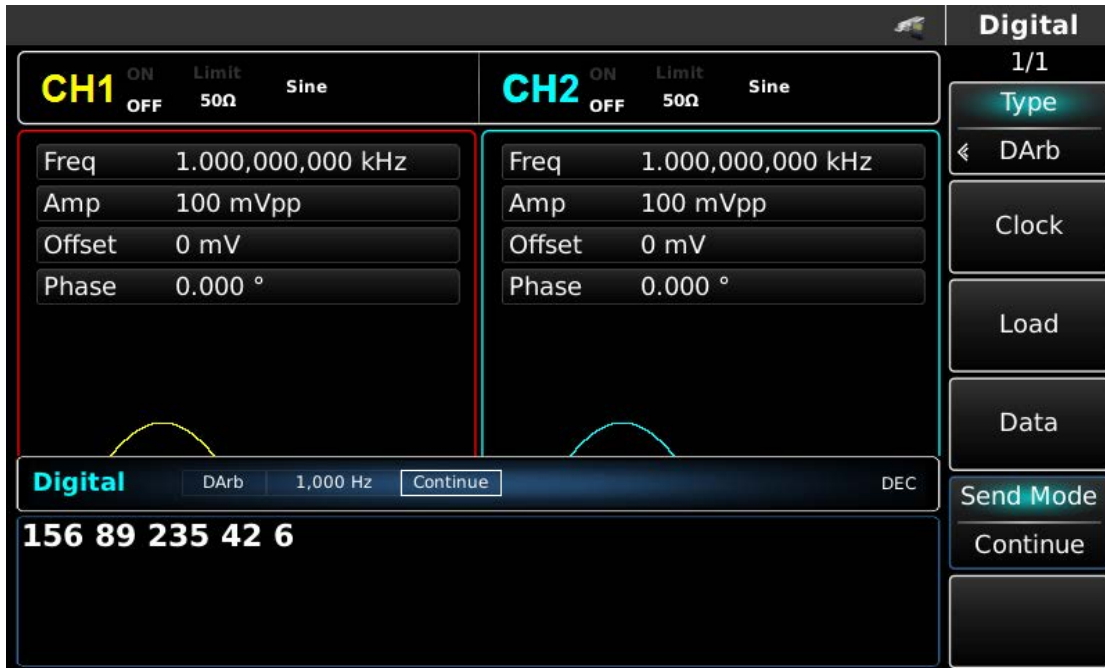 Digital
1/1
CH1 ON OFF Limit 50Ω Sine
CH2 ON OFF Limit 50Ω Sine
Freq 1.000,000,000 kHz
Amp 100 mVpp
Offset 0 mV
Phase 0.000 °
Freq 1.000,000,000 kHz
Amp 100 mVpp
Offset 0 mV
Phase 0.000 °
Digital DArb 1,000 Hz Continue DEC
156 89 235 42 6
Type
DArb
Clock
Load
Data
Send Mode
Continue